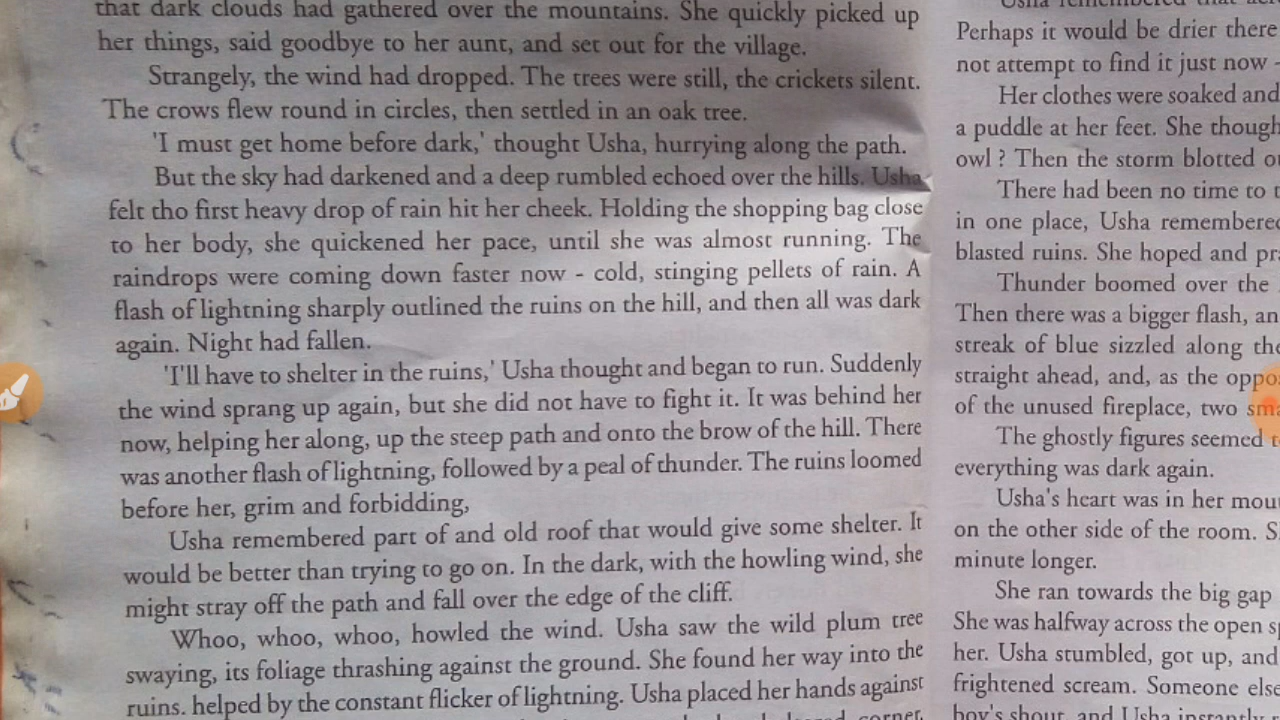 that dark clouds had gathered over the mountains. She quickly picked up
her things, said goodbye to her aunt, and set out for the village.
Strangely, the wind had dropped. The trees were still, the crickets silent.
The crows flew round in circles, then settled in an oak tree.
'I must get home before dark,' thought Usha, hurrying along the path.
But the sky had darkened and a deep rumbled echoed over the hills. Usha
felt tho first heavy drop of rain hit her cheek. Holding the shopping bag close
to her body, she quickened her pace, until she was almost running. The
raindrops were coming down faster now - cold, stinging pellets of rain. A
flash of lightning sharply outlined the ruins on the hill, and then all was dark
again. Night had fallen.
'I'll have to shelter in the ruins,' Usha thought and began to run. Suddenly
the wind sprang up again, but she did not have to fight it. It was behind her
now, helping her along, up the steep path and onto the brow of the hill. There
was another flash of lightning, followed by a peal of thunder. The ruins loomed
before her, grim and forbidding,
Usha remembered part of and old roof that would give some shelter. It
would be better than trying to go on. In the dark, with the howling wind, she
might stray off the path and fall over the edge of the cliff.
Whoo, whoo, whoo, howled the wind. Usha saw the wild plum tree
swaying, its foliage thrashing against the ground. She found her way into the
ruins. helped by the constant flicker of lightning. Usha placed her hands against
corner.
Usha remembered that
Perhaps it would be drier there
not attempt to find it just now -
Her clothes were soaked and
a puddle at her feet. She though
owl ? Then the storm blotted
There had been no time to
in one place, Usha remembered
blasted ruins. She hoped and
Thunder boomed over the
Then there was a bigger flash, an
streak of blue sizzled along the
straight ahead, and, as the
of the unused fireplace, two
The ghostly figures seemed
everything was dark again.
Usha's heart was in her
on the other side of the room.
minute longer.
She ran towards the big gap
She was halfway across the open
her. Usha stumbled, got up, and
frightened scream. Someone else
boy's shout, and Usha instantly